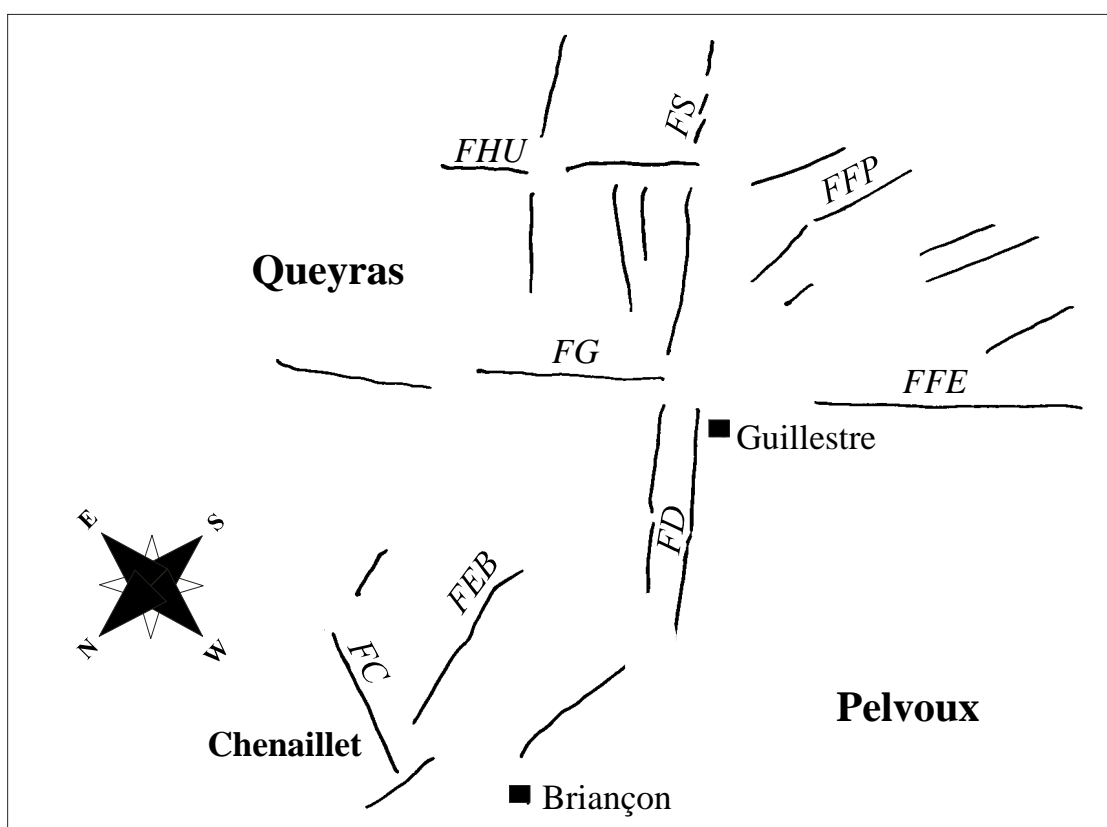 FS
FHU
FFP
Queyras
FG
FFE
Guillestre
E
S
FD
FEB
N
W
FC
Pelvoux
Chenaillet
Briançon